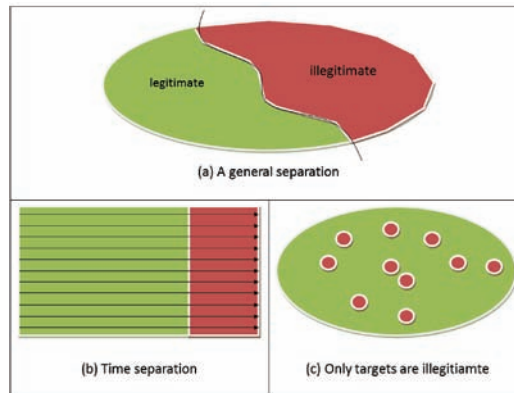 legitimate
illegitimate
(a) A general separation
(b) Time separation
(c) Only targets are illegitiamte